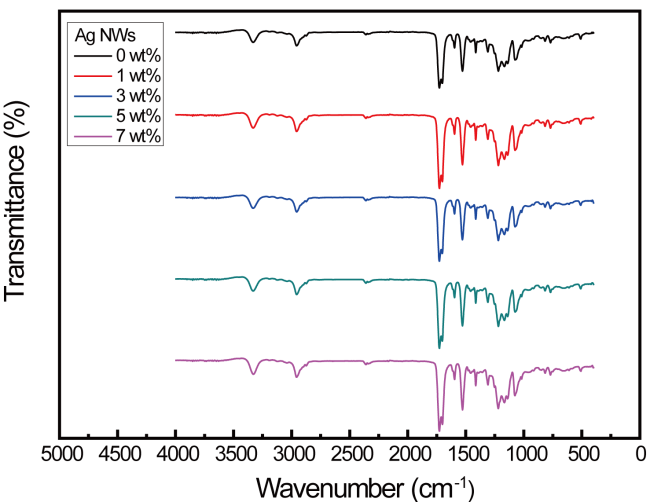 Ag NWs
0 wt%
1 wt%
3 wt%
5 wt%
7 wt%
Transmittance (%)
5000 4500 4000 3500 3000 2500 2000 1500 1000 500 0
Wavenumber (cm⁻¹)